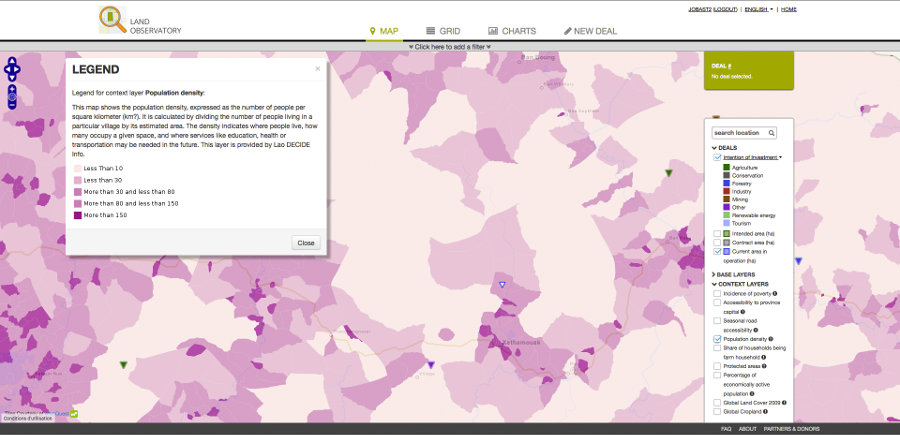 JOBAST2 (LOGOUT) | ENGLISH | HOME
LAND
OBSERVATORY
MAP GRID CHARTS NEW DEAL
Click here to add a filter
LEGEND ×
Legend for context layer Population density:
This map shows the population density, expressed as the number of people per
square kilometer (km?). It is calculated by dividing the number of people living in a
particular village by its estimated area. The density indicates where people live, how
many occupy a given space, and where services like education, health or
transportation may be needed in the future. This layer is provided by Lao DECIDE
Info.
Less Than 10
Less than 30
More than 30 and less than 80
More than 80 and less than 150
More than 150
Close
DEAL #
No deal selected.
search location
DEALS
Intention of Investment
Agriculture
Conservation
Forestry
Industry
Mining
Other
Renewable energy
Tourism
Intended area (ha)
Contract area (ha)
Current area in
operation (ha)
BASE LAYERS
CONTEXT LAYERS
Incidence of poverty
Accessibility to province
capital
Seasonal road
accessibility
Population density
Share of households being
farm household
Protected areas
Percentage of
economically active
population
Global Land Cover 2009
Global Cropland
Conditions d'utilisation
FAQ ABOUT PARTNERS & DONORS